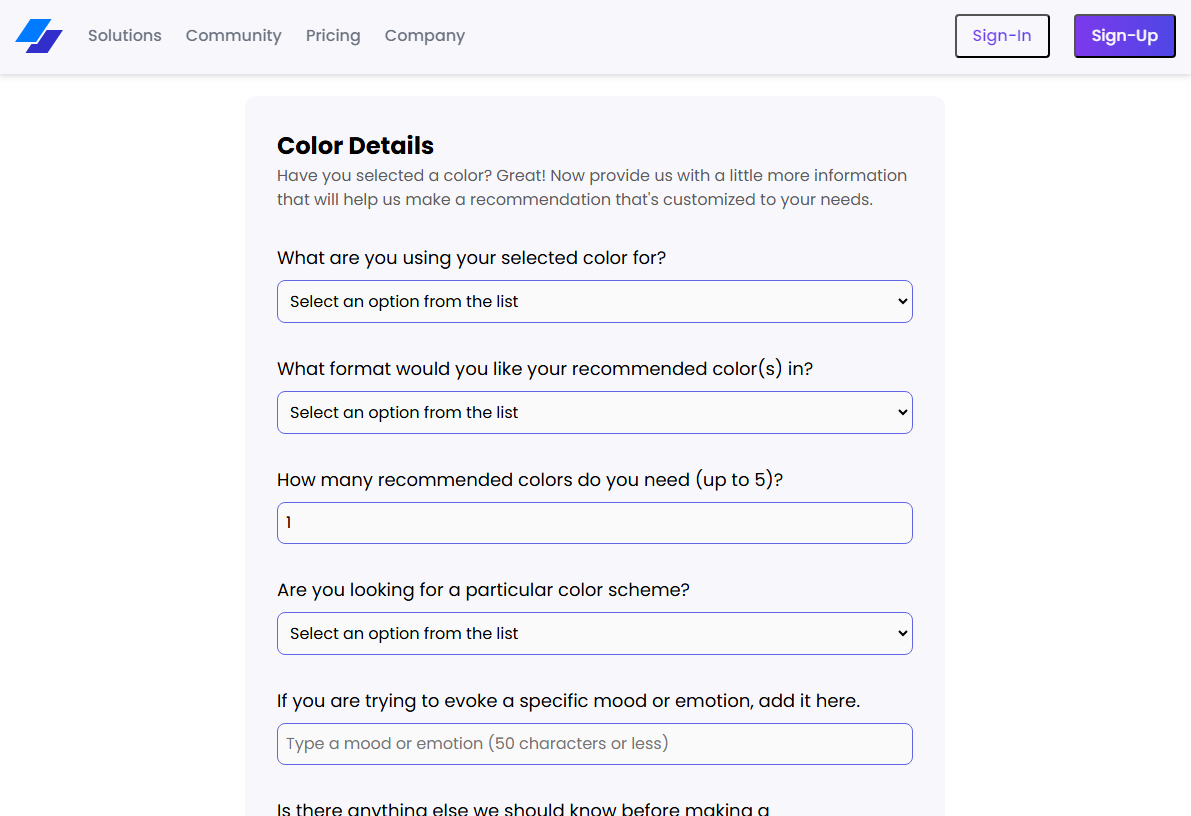 Solutions Community Pricing Company Sign-In Sign-Up
Color Details
Have you selected a color? Great! Now provide us with a little more information
that will help us make a recommendation that's customized to your needs.
What are you using your selected color for?
Select an option from the list
What format would you like your recommended color(s) in?
Select an option from the list
How many recommended colors do you need (up to 5)?
1
Are you looking for a particular color scheme?
Select an option from the list
If you are trying to evoke a specific mood or emotion, add it here.
Type a mood or emotion (50 characters or less)
Is there anything else we should know before making a